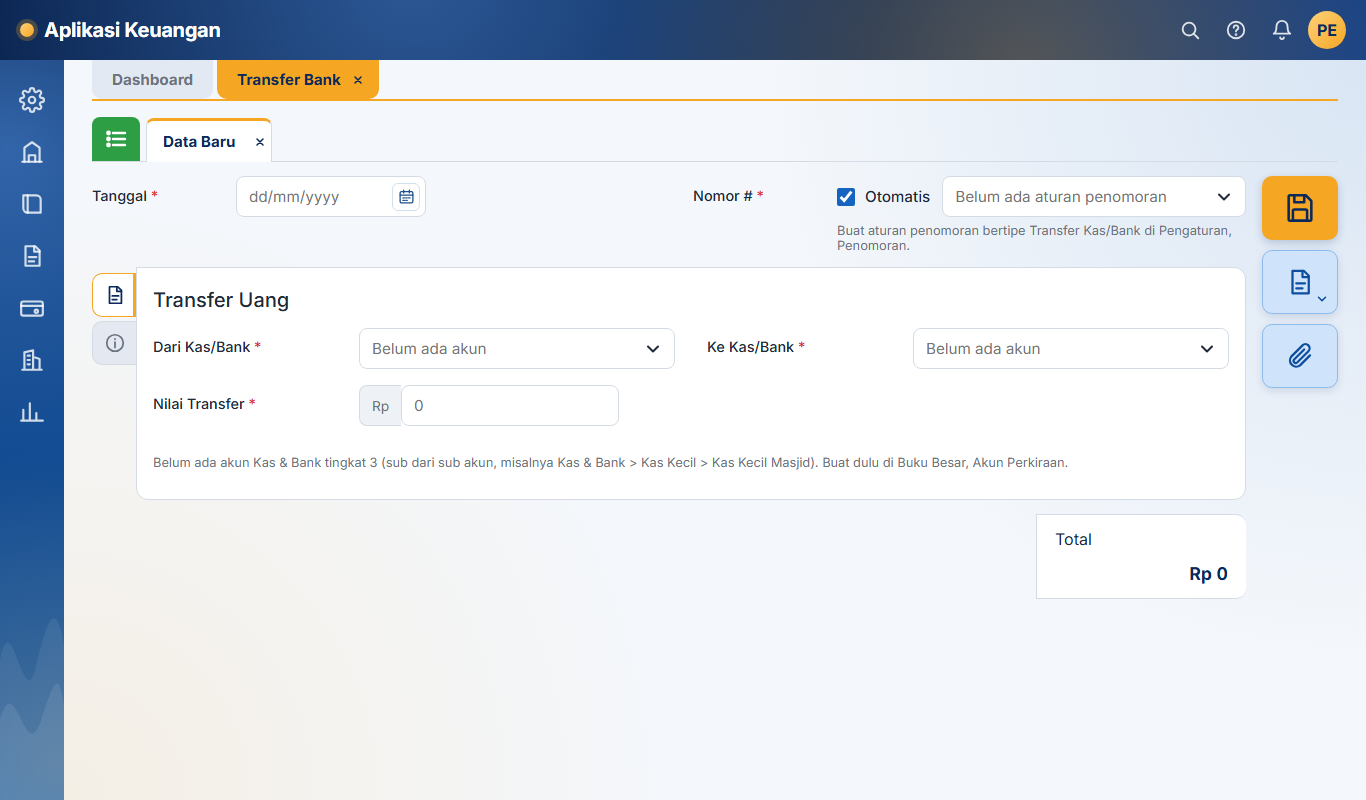 Aplikasi Keuangan
PE
Dashboard
Transfer Bank ×
Data Baru ×
Tanggal *
dd/mm/yyyy
Nomor # *
Otomatis
Belum ada aturan penomoran
Buat aturan penomoran bertipe Transfer Kas/Bank di Pengaturan,
Penomoran.
Transfer Uang
Dari Kas/Bank *
Belum ada akun
Ke Kas/Bank *
Belum ada akun
Nilai Transfer *
Rp
0
Belum ada akun Kas & Bank tingkat 3 (sub dari sub akun, misalnya Kas & Bank > Kas Kecil > Kas Kecil Masjid). Buat dulu di Buku Besar, Akun Perkiraan.
Total
Rp 0